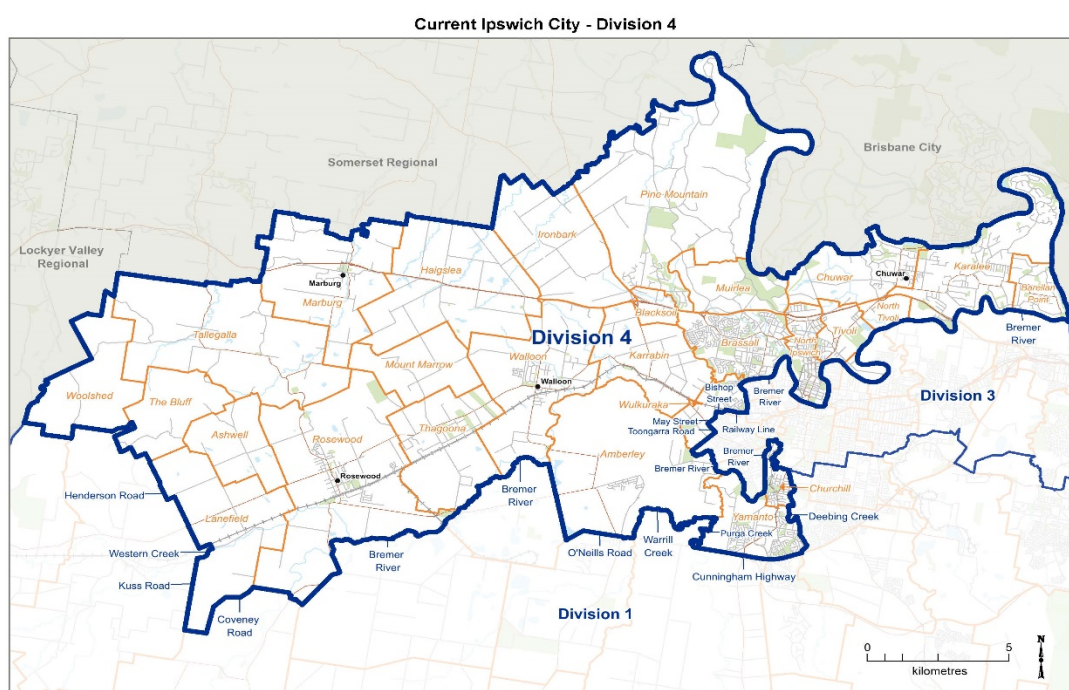 Current Ipswich City - Division 4
Somerset Regional
Brisbane City
Lockyer Valley
Regional
Pine Mountain
Ironbark
Haigslea
Marburg
Marburg
Tallegalla
Woolshed
The Bluff
Ashwell
Rosewood
Rosewood
Lanefield
Mount Marrow
Thagoona
Walloon
Walloon
Division 4
Karrabin
Blacksoil
Muirlea
Brassall
North
Ipswich
Tivoli
North
Tivoli
Chuwar
Chuwar
Karalee
Barellan
Point
Bremer
River
Division 3
Wulkuraka
Amberley
Bishop
Street
Bremer
River
May Street
Toongarra Road
Railway Line
Bremer River
Bremer
River
Churchill
Yamanto
Deebing Creek
Purga Creek
Cunningham Highway
Warrill
Creek
O'Neills Road
Bremer
River
Bremer
River
Henderson Road
Western Creek
Kuss Road
Coveney
Road
Division 1
0 5
kilometres
N